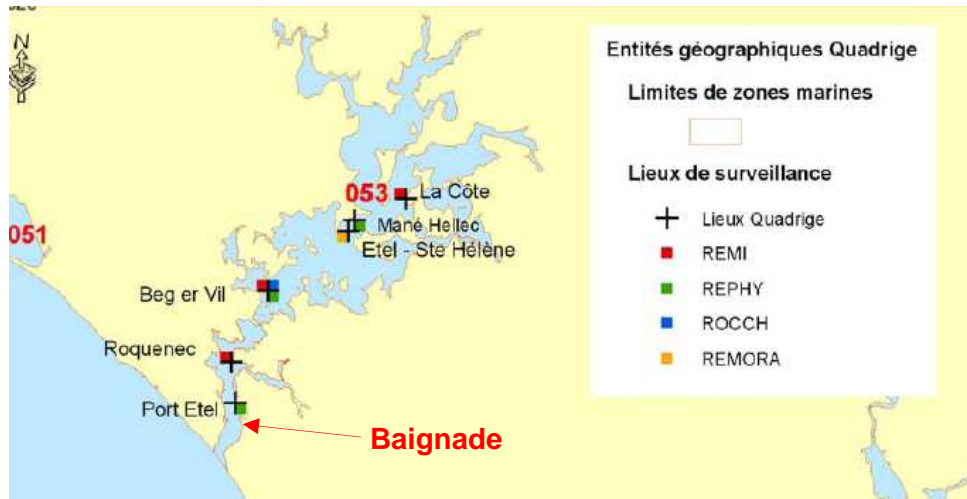 N
Entités géographiques Quadrige
Limites de zones marines
Lieux de surveillance
Lieux Quadrige
REMI
REPHY
ROCCH
REMORA
053
La Côte
051
Mané Hellec
Etel - Ste Hélène
Beg er Vil
Roquenec
Port Etel
Baignade